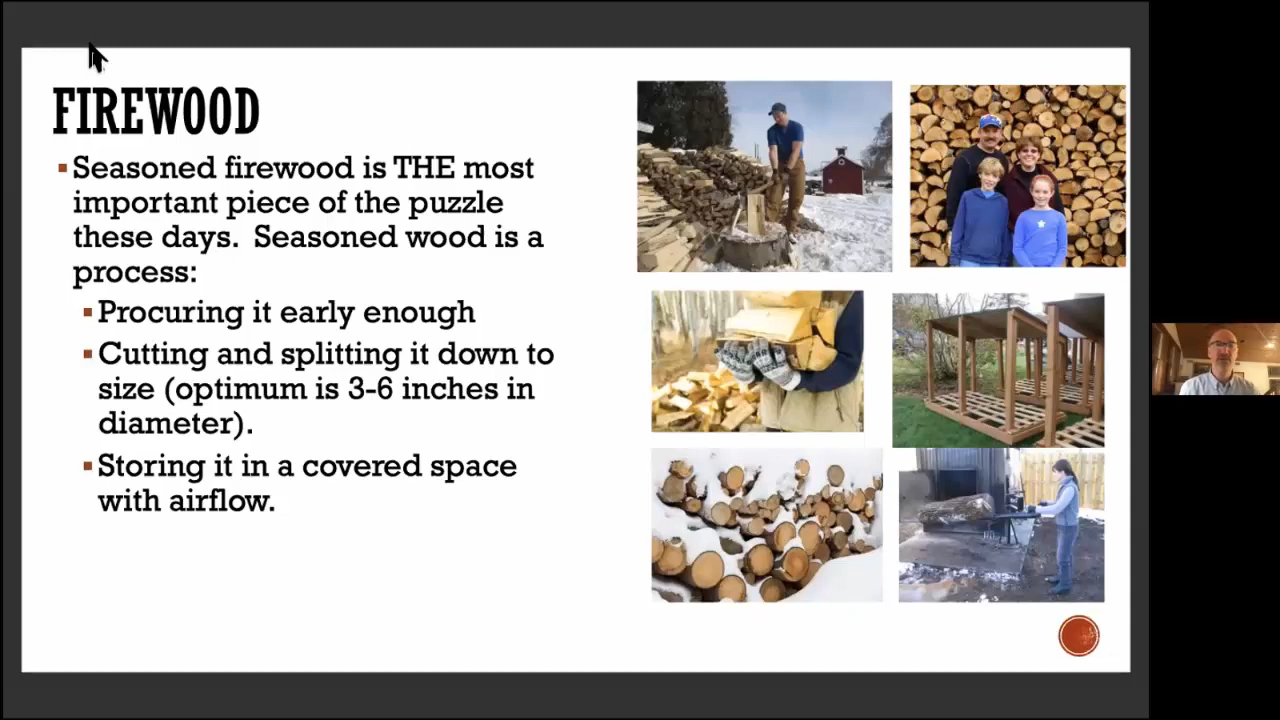 FIREWOOD
Seasoned firewood is THE most
important piece of the puzzle
these days.  Seasoned wood is a
process:
Procuring it early enough
Cutting and splitting it down to
size (optimum is 3-6 inches in
diameter).
Storing it in a covered space
with airflow.